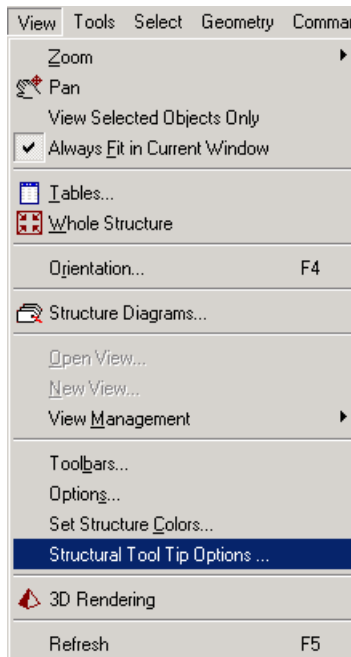 View Tools Select Geometry Comma
Zoom
Pan
View Selected Objects Only
Always Fit in Current Window
Tables...
Whole Structure
Orientation... F4
Structure Diagrams...
Open View...
New View...
View Management
Toolbars...
Options...
Set Structure Colors...
Structural Tool Tip Options ...
3D Rendering
Refresh F5